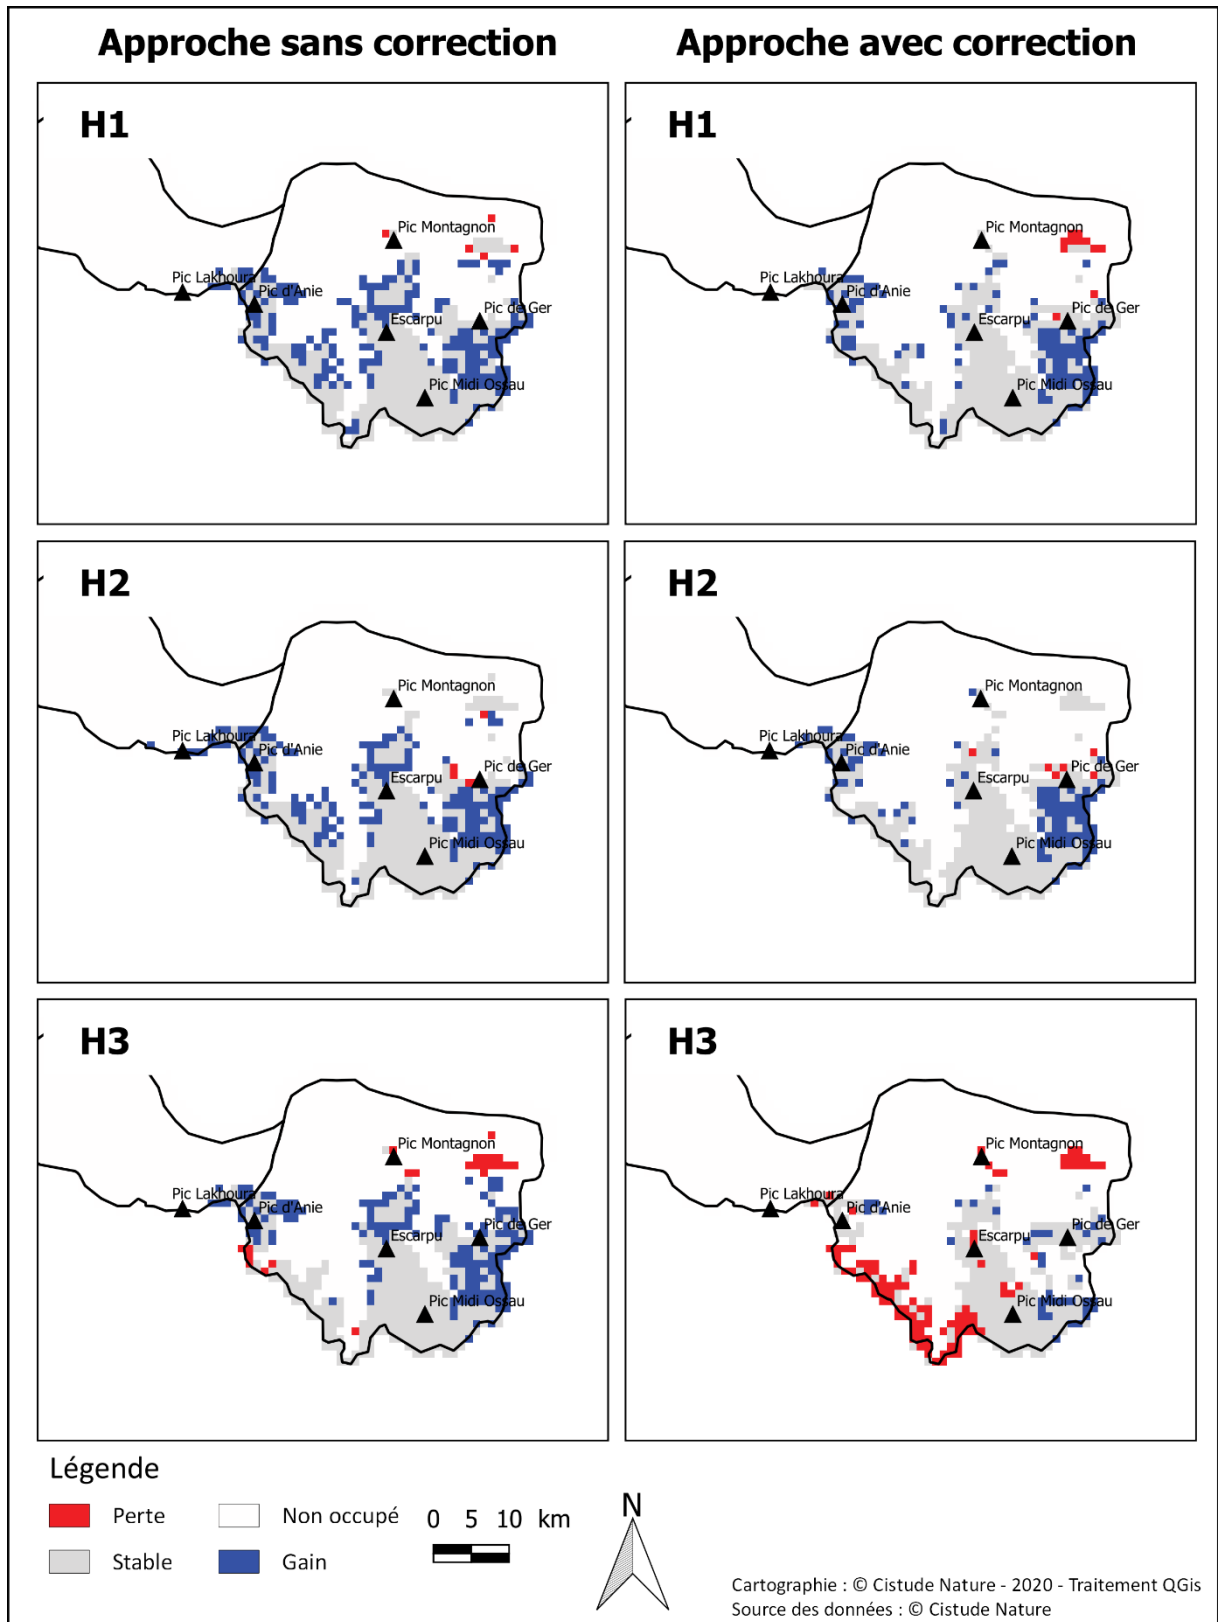 Approche sans correction
Approche avec correction
H1
Pic Montagnon
Pic Lakhoura
Pic d'Anie
Pic de Ger
Escarpu
Pic Midi Ossau
H1
Pic Montagnon
Pic Lakhoura
Pic d'Anie
Pic de Ger
Escarpu
Pic Midi Ossau
H2
Pic Montagnon
Pic Lakhoura
Pic d'Anie
Pic de Ger
Escarpu
Pic Midi Ossau
H2
Pic Montagnon
Pic Lakhoura
Pic d'Anie
Pic de Ger
Escarpu
Pic Midi Ossau
H3
Pic Montagnon
Pic Lakhoura
Pic d'Anie
Pic de Ger
Escarpu
Pic Midi Ossau
H3
Pic Montagnon
Pic Lakhoura
Pic d'Anie
Pic de Ger
Escarpu
Pic Midi Ossau
Légende
Perte
Non occupé
Stable
Gain
0 5 10 km
N
Cartographie : © Cistude Nature - 2020 - Traitement QGis
Source des données : © Cistude Nature